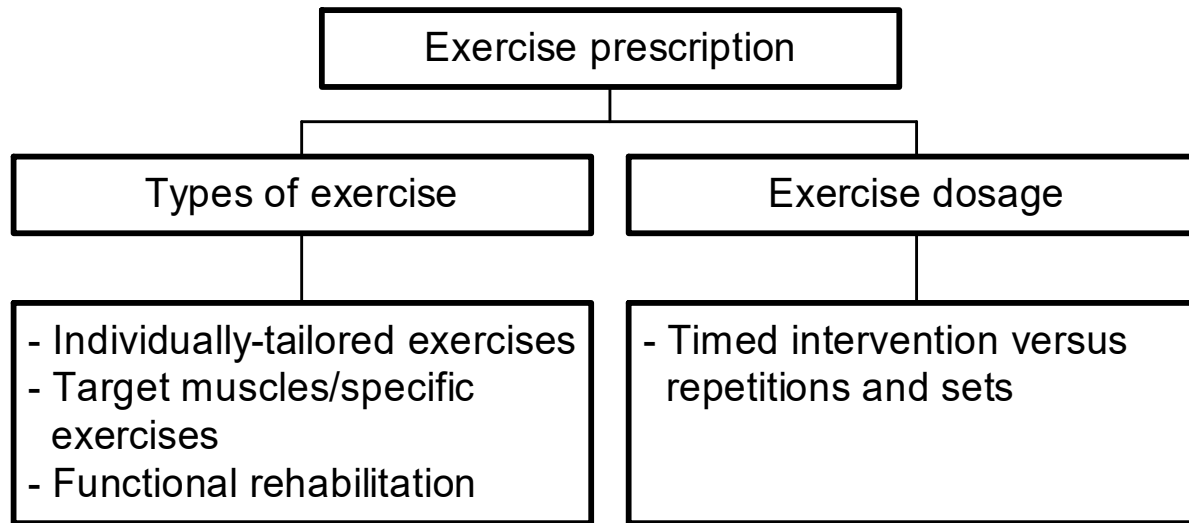 Exercise prescription
Types of exercise
Exercise dosage
- Individually-tailored exercises
- Target muscles/specific
exercises
- Functional rehabilitation
- Timed intervention versus
repetitions and sets